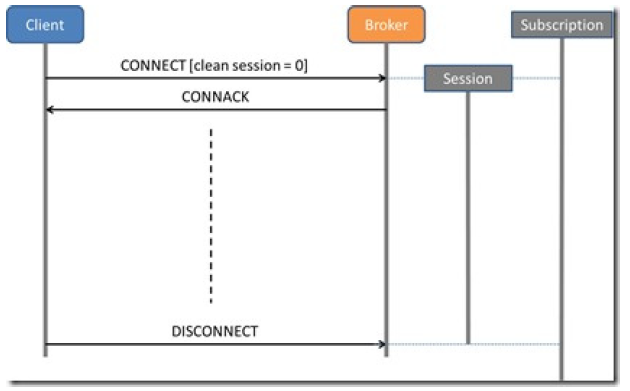 Client
Broker
Subscription
CONNECT [clean session = 0]
Session
CONNACK
DISCONNECT